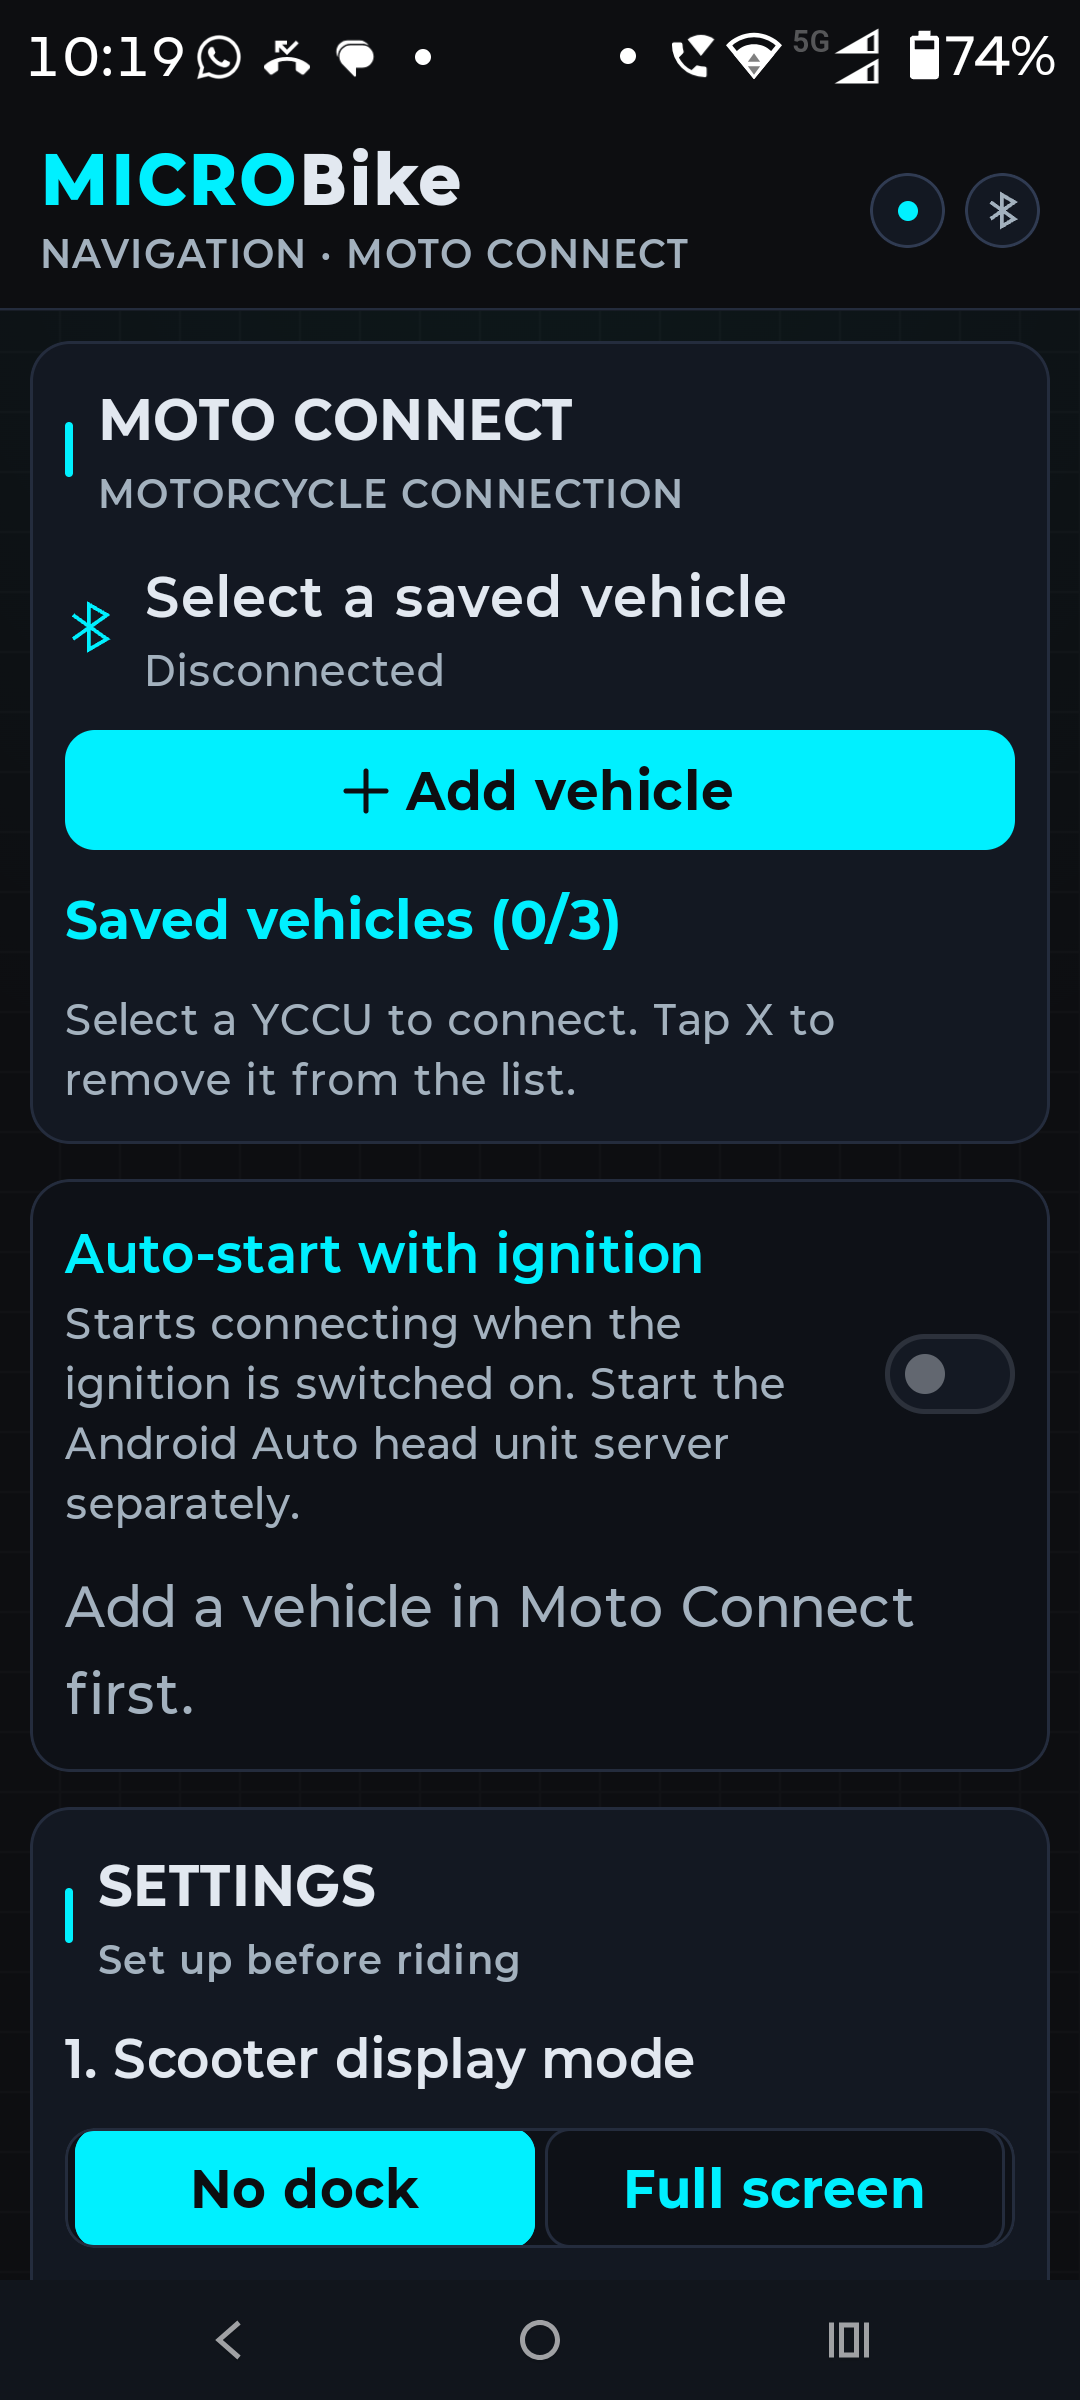 10:19
5G
74%
MICROBike
NAVIGATION · MOTO CONNECT
MOTO CONNECT
MOTORCYCLE CONNECTION
Select a saved vehicle
Disconnected
+ Add vehicle
Saved vehicles (0/3)
Select a YCCU to connect. Tap X to
remove it from the list.
Auto-start with ignition
Starts connecting when the
ignition is switched on. Start the
Android Auto head unit server
separately.
Add a vehicle in Moto Connect
first.
SETTINGS
Set up before riding
1. Scooter display mode
No dock
Full screen